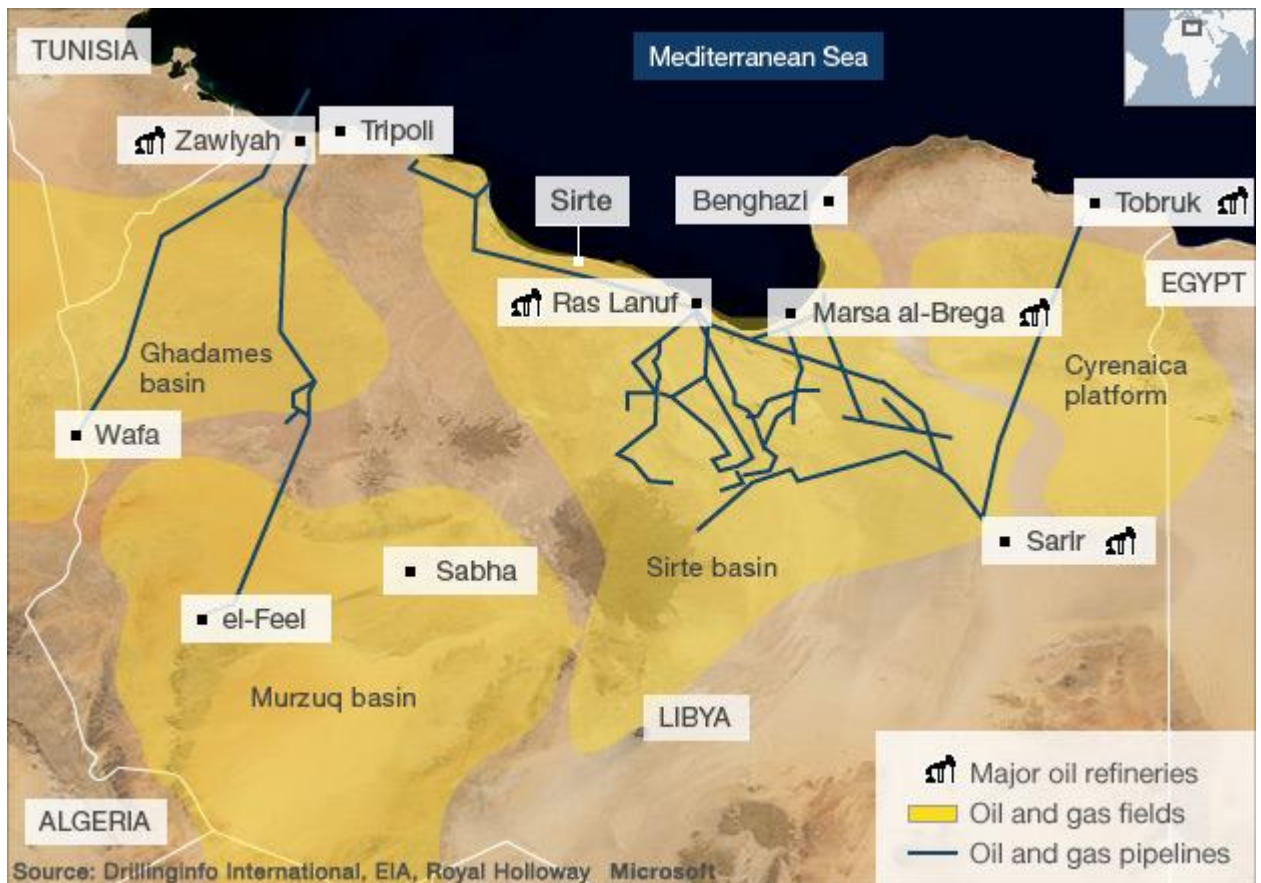 TUNISIA
Mediterranean Sea
Zawiyah
Tripoli
Sirte
Benghazi
Tobruk
EGYPT
Ras Lanuf
Marsa al-Brega
Ghadames
basin
Cyrenaica
platform
Wafa
Sarir
Sirte basin
Sabha
el-Feel
Murzuq basin
LIBYA
ALGERIA
Major oil refineries
Oil and gas fields
Oil and gas pipelines
Source: Drillinginfo International, EIA, Royal Holloway Microsoft